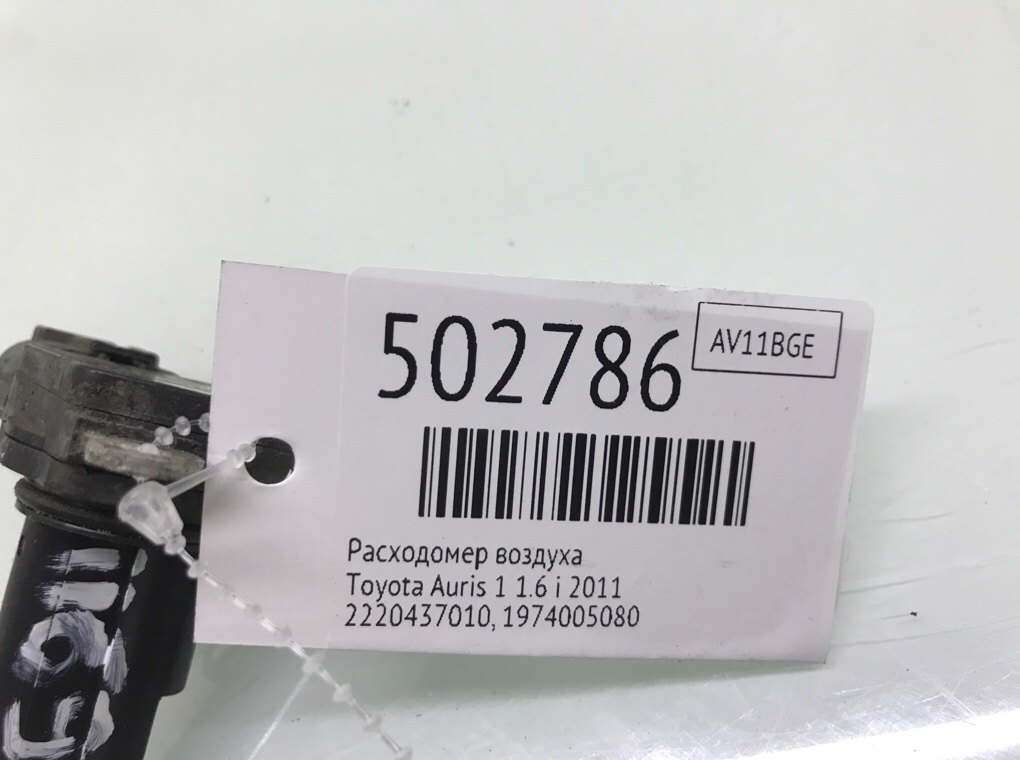 502786
AV11BGE
Расходомер воздуха
Toyota Auris 1 1.6 i 2011
2220437010, 1974005080